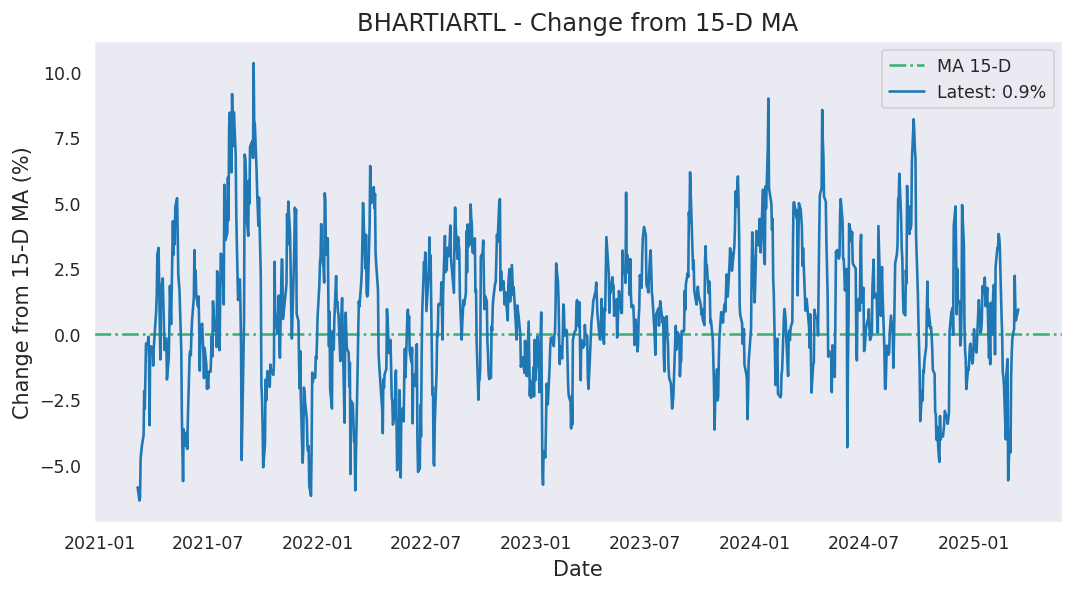 BHARTIARTL - Change from 15-D MA
MA 15-D
Latest: 0.9%
Change from 15-D MA (%)
10.0
7.5
5.0
2.5
0.0
−2.5
−5.0
2021-01 2021-07 2022-01 2022-07 2023-01 2023-07 2024-01 2024-07 2025-01
Date